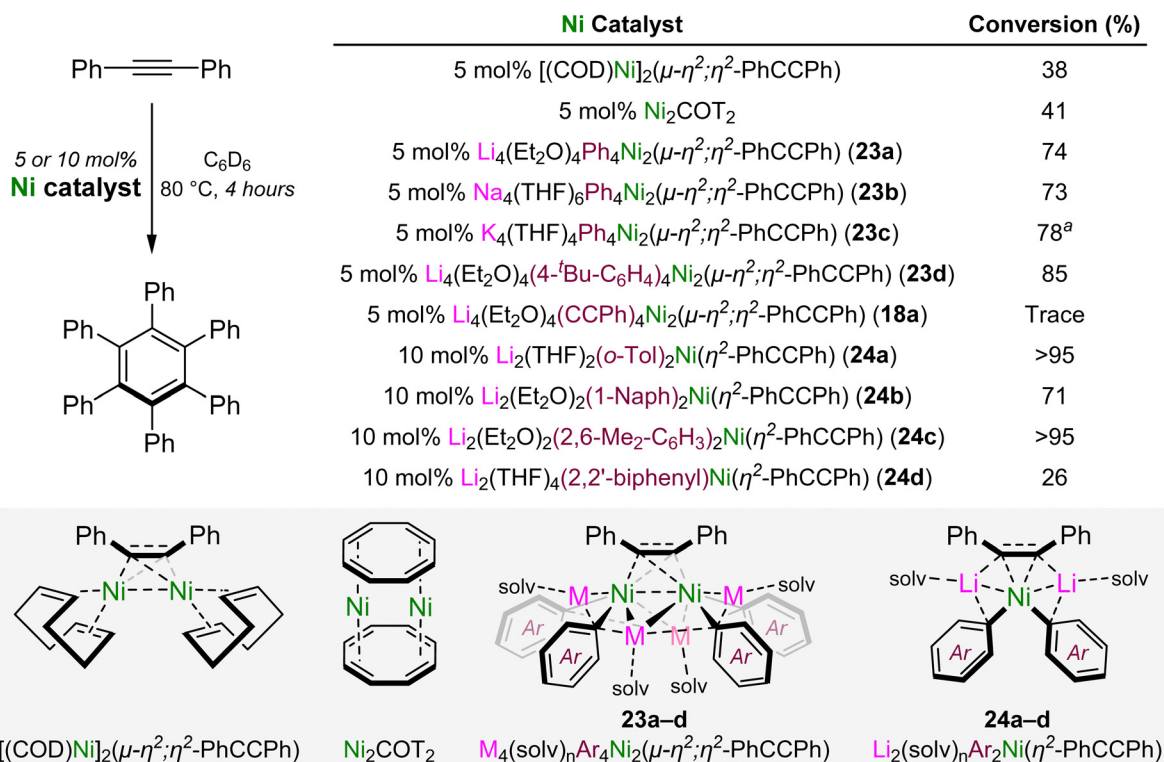 Ni Catalyst Conversion (%)
Ph Ph
5 mol% [(COD)Ni]₂(μ-η²;η²-PhCCPh) 38
5 mol% Ni₂COT₂ 41
5 or 10 mol% C₆D₆
Ni catalyst 80 °C, 4 hours
5 mol% Li₄(Et₂O)₄Ph₄Ni₂(μ-η²;η²-PhCCPh) (23a) 74
5 mol% Na₄(THF)₆Ph₄Ni₂(μ-η²;η²-PhCCPh) (23b) 73
5 mol% K₄(THF)₄Ph₄Ni₂(μ-η²;η²-PhCCPh) (23c) 78ᵃ
5 mol% Li₄(Et₂O)₄(4-ᵗBu-C₆H₄)₄Ni₂(μ-η²;η²-PhCCPh) (23d) 85
5 mol% Li₄(Et₂O)₄(CCPh)₄Ni₂(μ-η²;η²-PhCCPh) (18a) Trace
10 mol% Li₂(THF)₂(o-Tol)₂Ni(η²-PhCCPh) (24a) >95
10 mol% Li₂(Et₂O)₂(1-Naph)₂Ni(η²-PhCCPh) (24b) 71
10 mol% Li₂(Et₂O)₂(2,6-Me₂-C₆H₃)₂Ni(η²-PhCCPh) (24c) >95
10 mol% Li₂(THF)₄(2,2'-biphenyl)Ni(η²-PhCCPh) (24d) 26
Ph
Ph Ph
Ph Ph
Ph
Ph Ph
Ni Ni
Ni Ni
Ph Ph
solv M Ni Ni M solv
Ar M M Ar
Ar Ar
solv solv
Ph Ph
solv Li Ni Li solv
Ar Ar
23a–d 24a–d
[(COD)Ni]₂(μ-η²;η²-PhCCPh) Ni₂COT₂ M₄(solv)ₙAr₄Ni₂(μ-η²;η²-PhCCPh) Li₂(solv)ₙAr₂Ni(η²-PhCCPh)